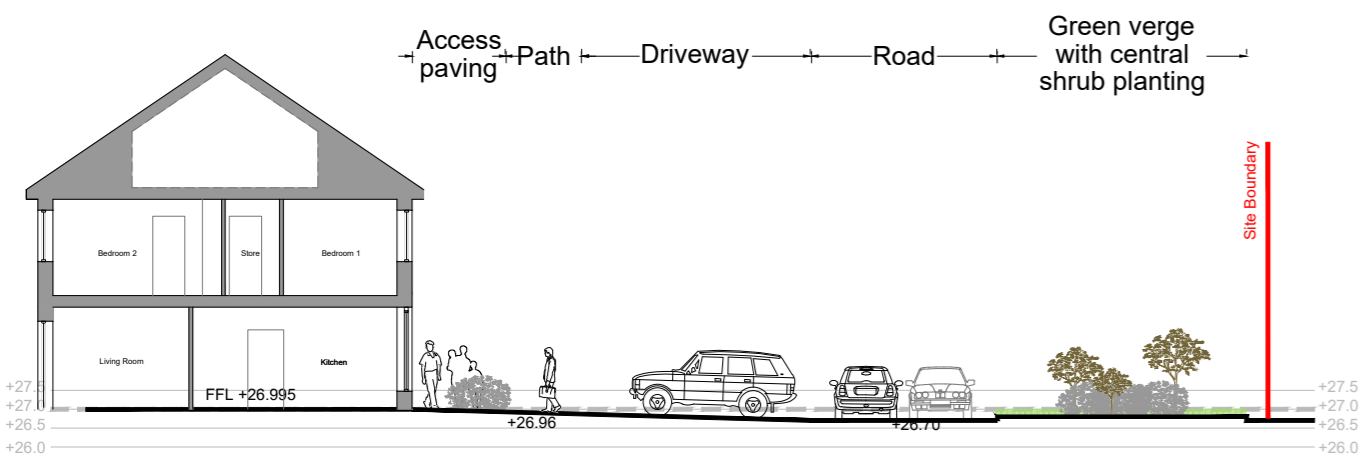 Access
paving
Path
Driveway
Road
Green verge
with central
shrub planting
Site Boundary
Bedroom 2
Store
Bedroom 1
Living Room
Kitchen
FFL +26.995
+27.5
+27.0
+26.5
+26.0
+26.96
+26.70
+27.5
+27.0
+26.5
+26.0